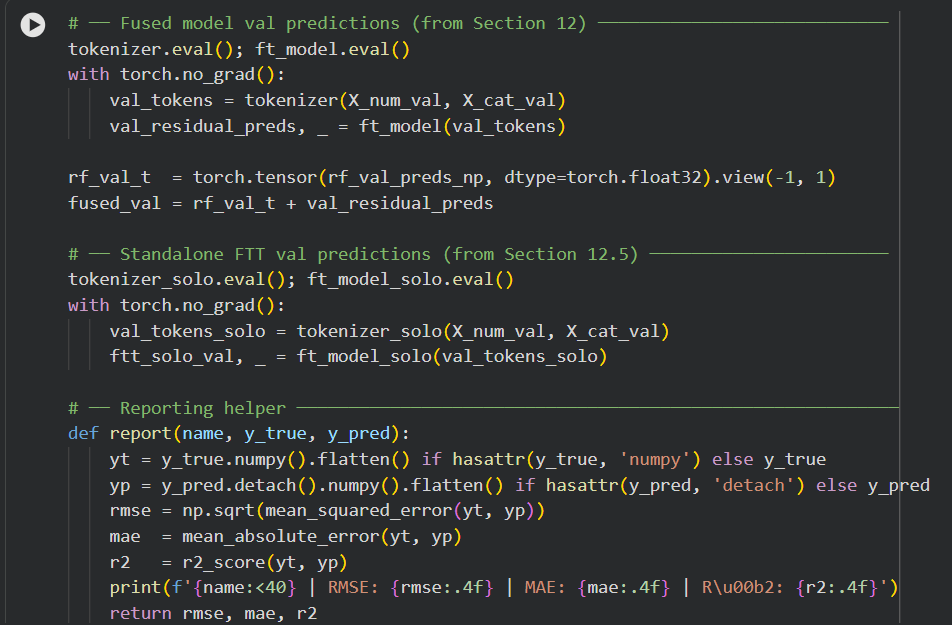 # ── Fused model val predictions (from Section 12) ────────────────────────────
tokenizer.eval(); ft_model.eval()
with torch.no_grad():
    val_tokens = tokenizer(X_num_val, X_cat_val)
    val_residual_preds, _ = ft_model(val_tokens)

rf_val_t  = torch.tensor(rf_val_preds_np, dtype=torch.float32).view(-1, 1)
fused_val = rf_val_t + val_residual_preds

# ── Standalone FTT val predictions (from Section 12.5) ───────────────────────
tokenizer_solo.eval(); ft_model_solo.eval()
with torch.no_grad():
    val_tokens_solo = tokenizer_solo(X_num_val, X_cat_val)
    ftt_solo_val, _ = ft_model_solo(val_tokens_solo)

# ── Reporting helper ──────────────────────────────────────────────────────────
def report(name, y_true, y_pred):
    yt = y_true.numpy().flatten() if hasattr(y_true, 'numpy') else y_true
    yp = y_pred.detach().numpy().flatten() if hasattr(y_pred, 'detach') else y_pred
    rmse = np.sqrt(mean_squared_error(yt, yp))
    mae  = mean_absolute_error(yt, yp)
    r2   = r2_score(yt, yp)
    print(f'{name:<40} | RMSE: {rmse:.4f} | MAE: {mae:.4f} | R\u00b2: {r2:.4f}')
    return rmse, mae, r2